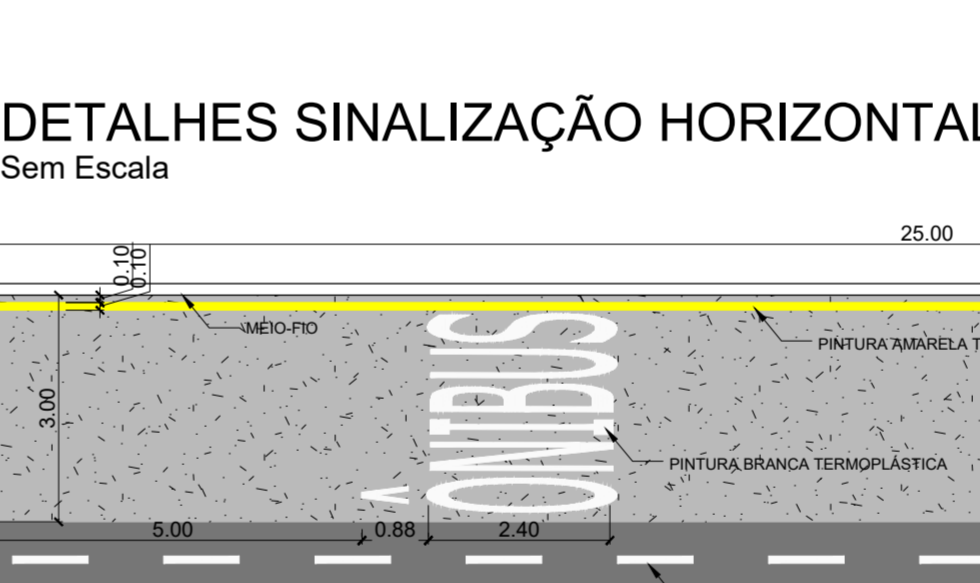 DETALHES SINALIZAÇÃO HORIZONTAL
Sem Escala
25.00
0.10
0.10
MEIO-FIO
PINTURA AMARELA T
3.00
ÔNIBUS
PINTURA BRANCA TERMOPLÁSTICA
5.00
0.88
2.40